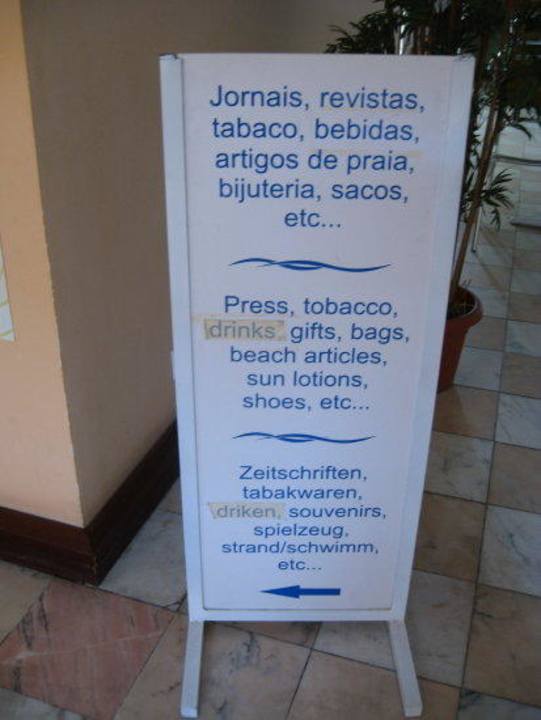 Jornais, revistas,
tabaco, bebidas,
artigos de praia,
bijuteria, sacos,
etc...
Press, tobacco,
drinks, gifts, bags,
beach articles,
sun lotions,
shoes, etc...
Zeitschriften,
tabakwaren,
driken, souvenirs,
spielzeug,
strand/schwimm,
etc...